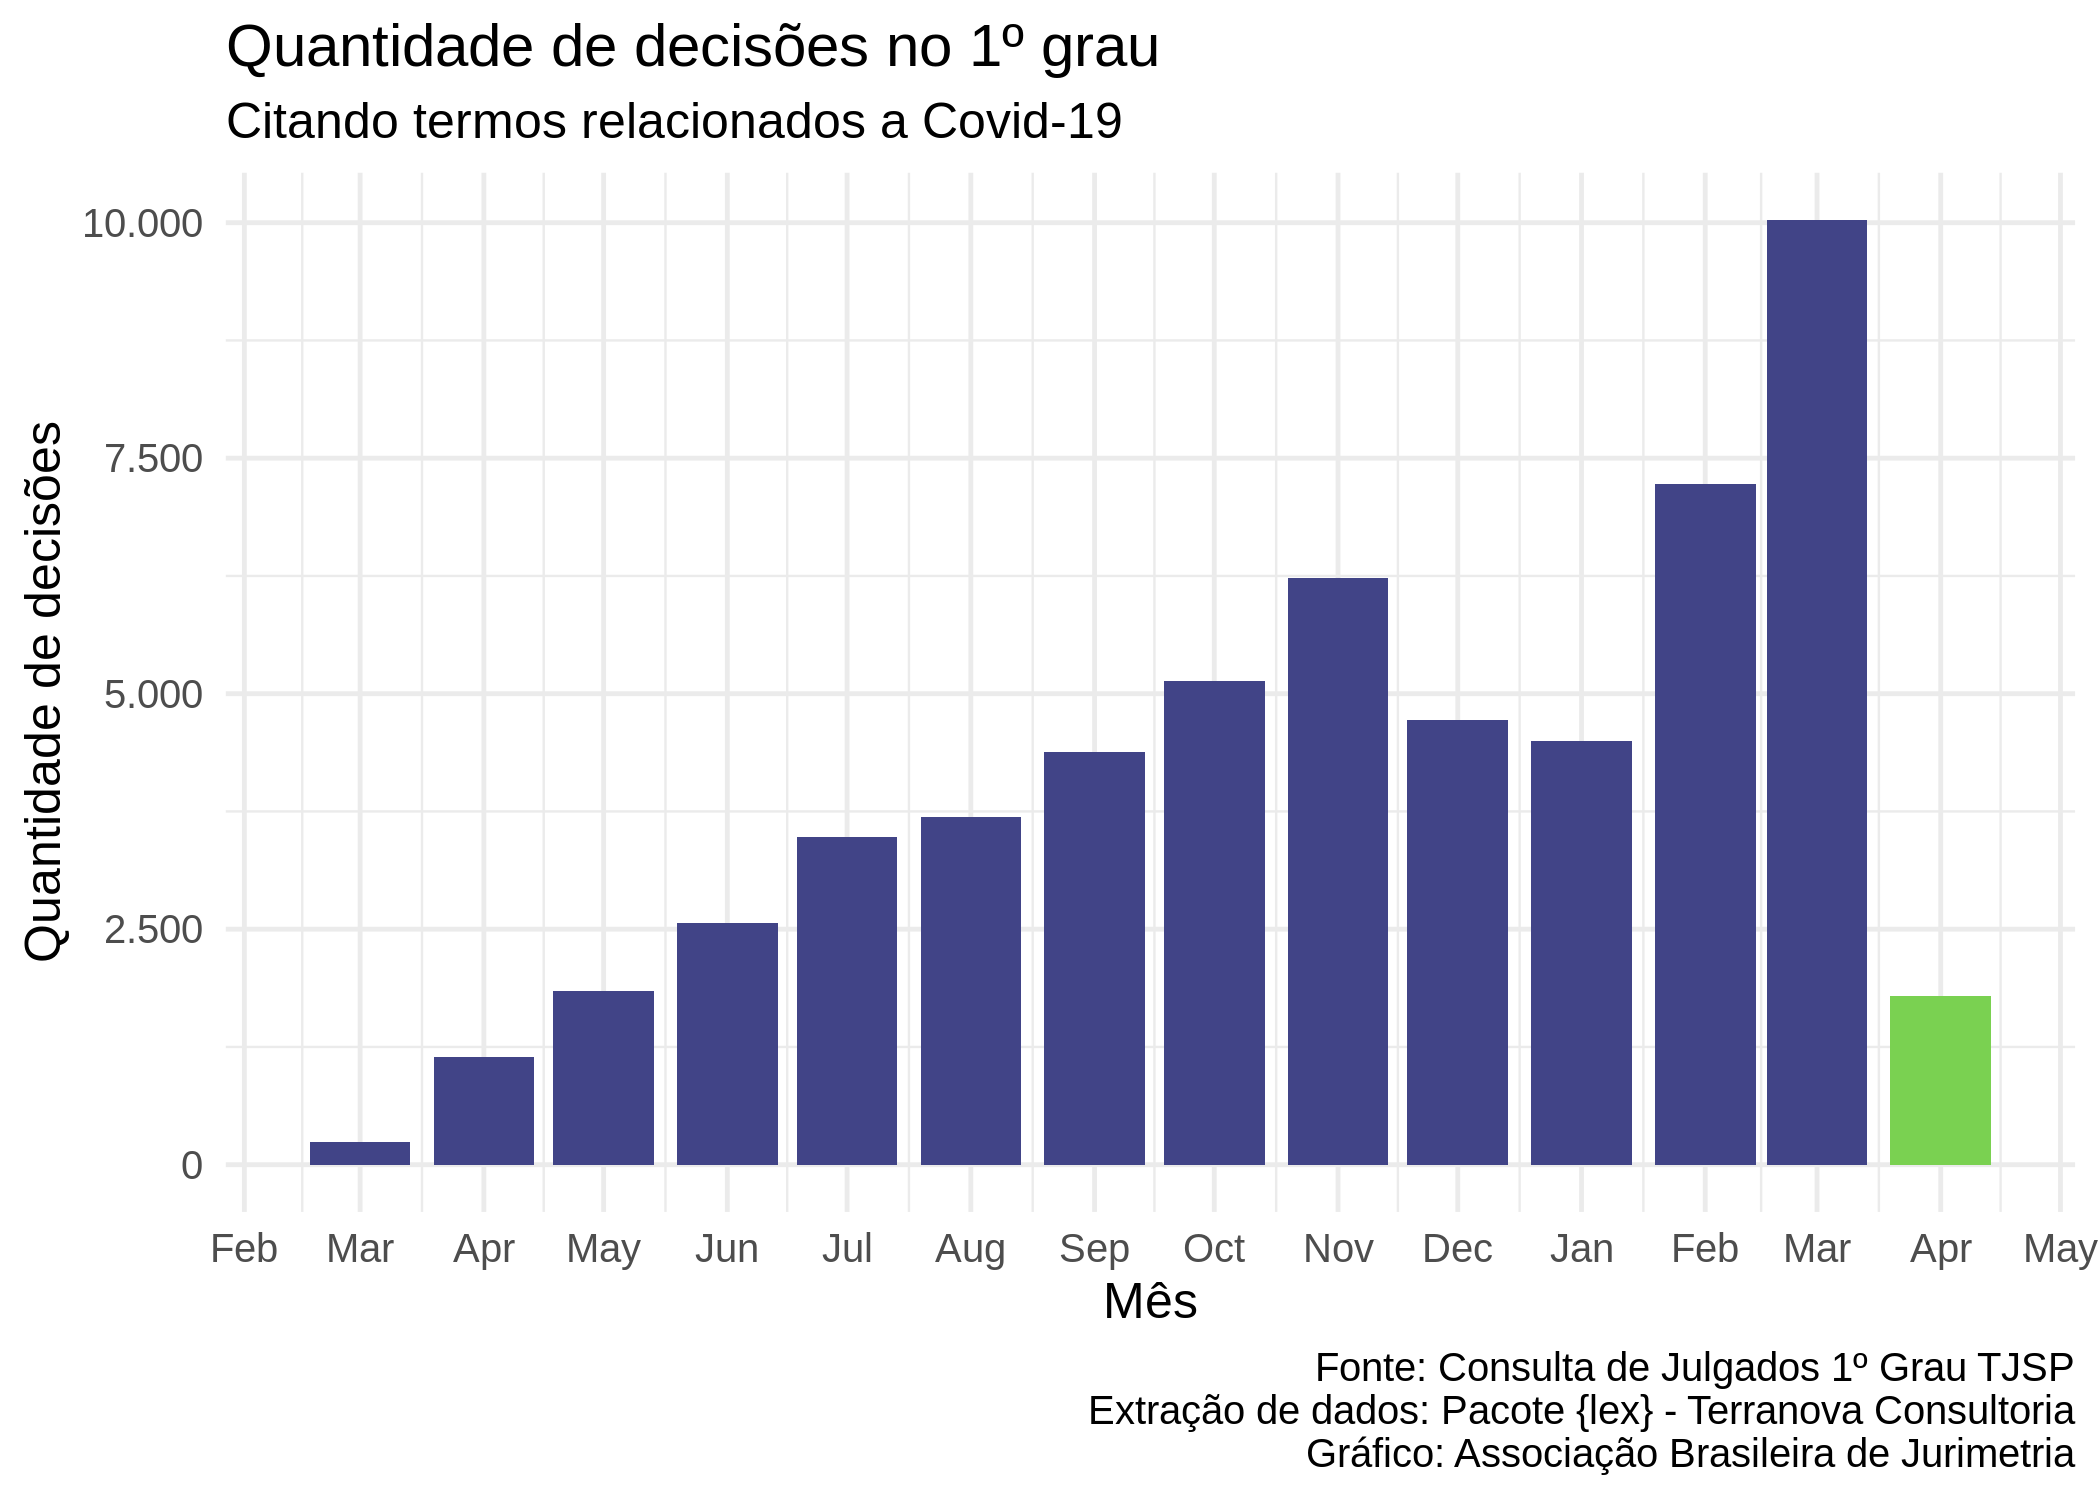 Quantidade de decisões no 1º grau
Citando termos relacionados a Covid-19
Quantidade de decisões
10.000
7.500
5.000
2.500
0
Feb Mar Apr May Jun Jul Aug Sep Oct Nov Dec Jan Feb Mar Apr May
Mês
Fonte: Consulta de Julgados 1º Grau TJSP
Extração de dados: Pacote {lex} - Terranova Consultoria
Gráfico: Associação Brasileira de Jurimetria